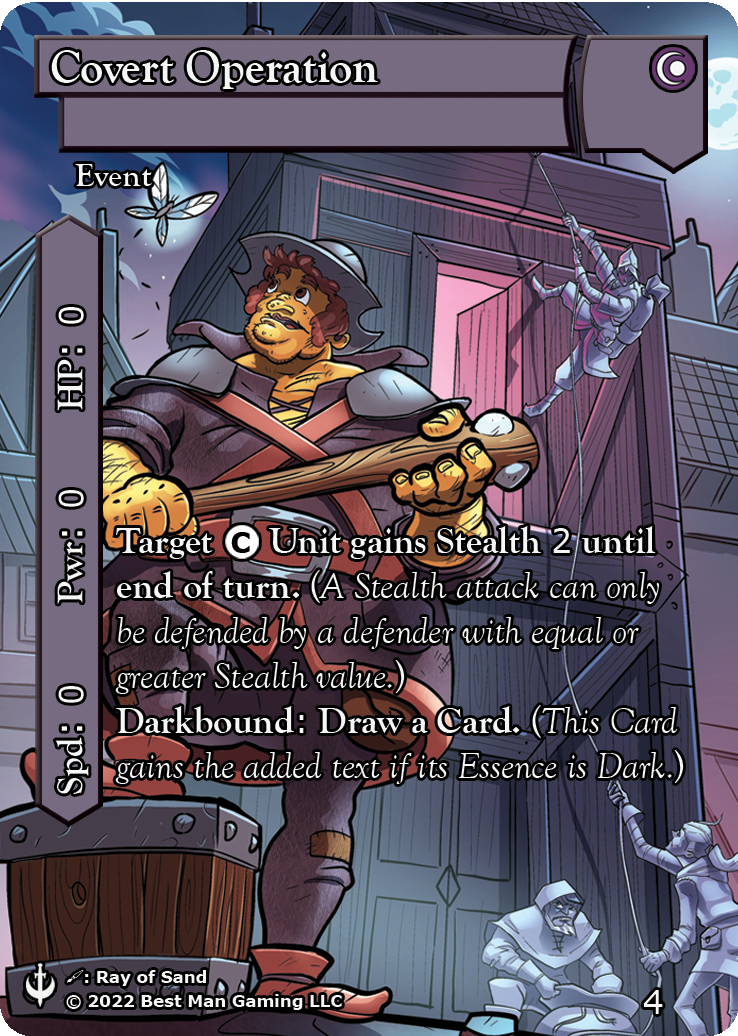 Covert Operation
Event
HP: 0
Pwr: 0
Spd: 0
Target C Unit gains Stealth 2 until
end of turn. (A Stealth attack can only
be defended by a defender with equal or
greater Stealth value.)
Darkbound: Draw a Card. (This Card
gains the added text if its Essence is Dark.)
: Ray of Sand
© 2022 Best Man Gaming LLC
4